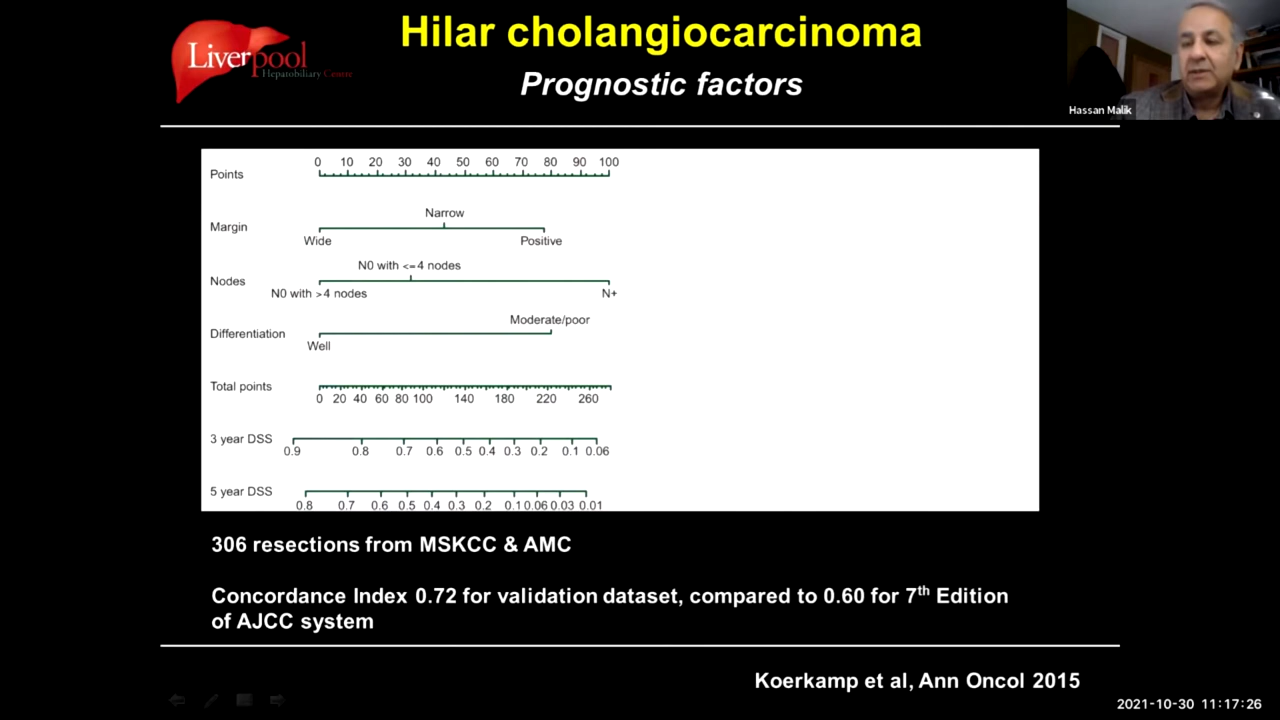 Liverpool
Hepatobiliary Centre
Hilar cholangiocarcinoma
Prognostic factors
Hassan Malik
Points
0 10 20 30 40 50 60 70 80 90 100
Margin
Narrow
Wide
Positive
Nodes
N0 with <=4 nodes
N0 with >4 nodes
N+
Differentiation
Moderate/poor
Well
Total points
0 20 40 60 80 100 140 180 220 260
3 year DSS
0.9 0.8 0.7 0.6 0.5 0.4 0.3 0.2 0.1 0.06
5 year DSS
0.8 0.7 0.6 0.5 0.4 0.3 0.2 0.1 0.06 0.03 0.01
306 resections from MSKCC & AMC
Concordance Index 0.72 for validation dataset, compared to 0.60 for 7th Edition
of AJCC system
Koerkamp et al, Ann Oncol 2015
2021-10-30 11:17:26